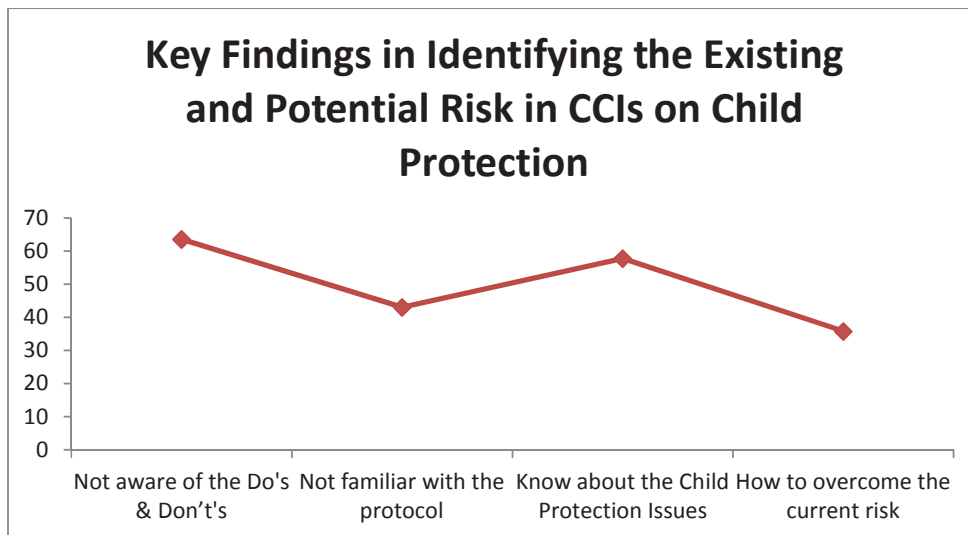 Key Findings in Identifying the Existing
and Potential Risk in CCIs on Child
Protection
70
60
50
40
30
20
10
0
Not aware of the Do's
& Don’t's
Not familiar with the
protocol
Know about the Child
Protection Issues
How to overcome the
current risk